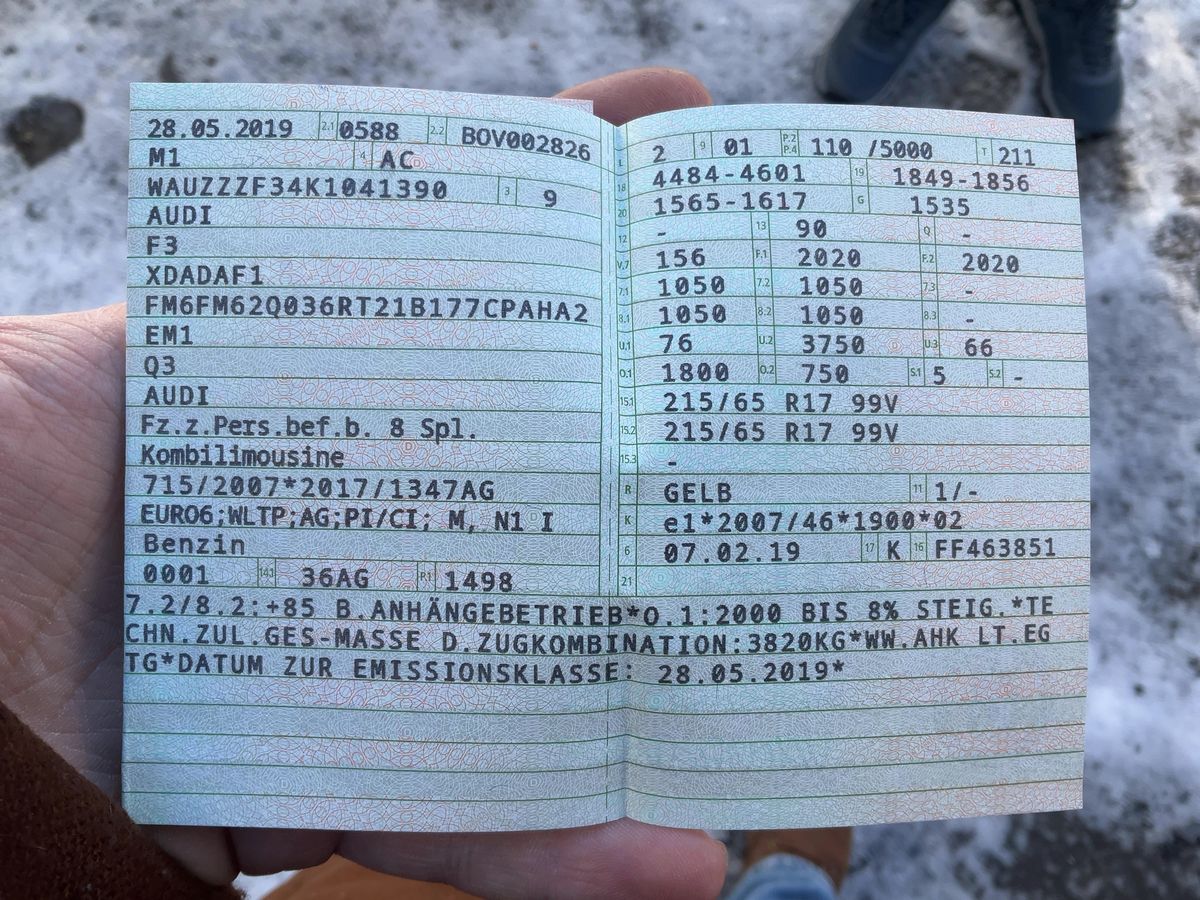 28.05.2019 2.1 0588 2.2 BOV002826
M1 4 AC
WAUZZZF34K1041390 3 9
AUDI
F3
XDADAF1
FM6FM62Q036RT21B177CPAHA2
EM1
Q3
AUDI
Fz.z.Pers.bef.b. 8 Spl.
Kombilimousine
715/2007*2017/1347AG
EURO6;WLTP;AG;PI/CI; M, N1 I
Benzin
0001 14.1 36AG P.1 1498
L 2 9 01 P.2 P.4 110 /5000 T 211
18 4484-4601 19 1849-1856
20 1565-1617 G 1535
12 - 13 90 Q -
V.7 156 F.1 2020 F.2 2020
7.1 1050 7.2 1050 7.3 -
8.1 1050 8.2 1050 8.3 -
U.1 76 U.2 3750 U.3 66
O.1 1800 O.2 750 S.1 5 S.2 -
15.1 215/65 R17 99V
15.2 215/65 R17 99V
15.3 -
R GELB 11 1/-
K e1*2007/46*1900*02
6 07.02.19 17 K 16 FF463851
21
7.2/8.2:+85 B.ANHÄNGEBETRIEB*O.1:2000 BIS 8% STEIG.*TE
CHN.ZUL.GES-MASSE D.ZUGKOMBINATION:3820KG*WW.AHK LT.EG
TG*DATUM ZUR EMISSIONSKLASSE: 28.05.2019*